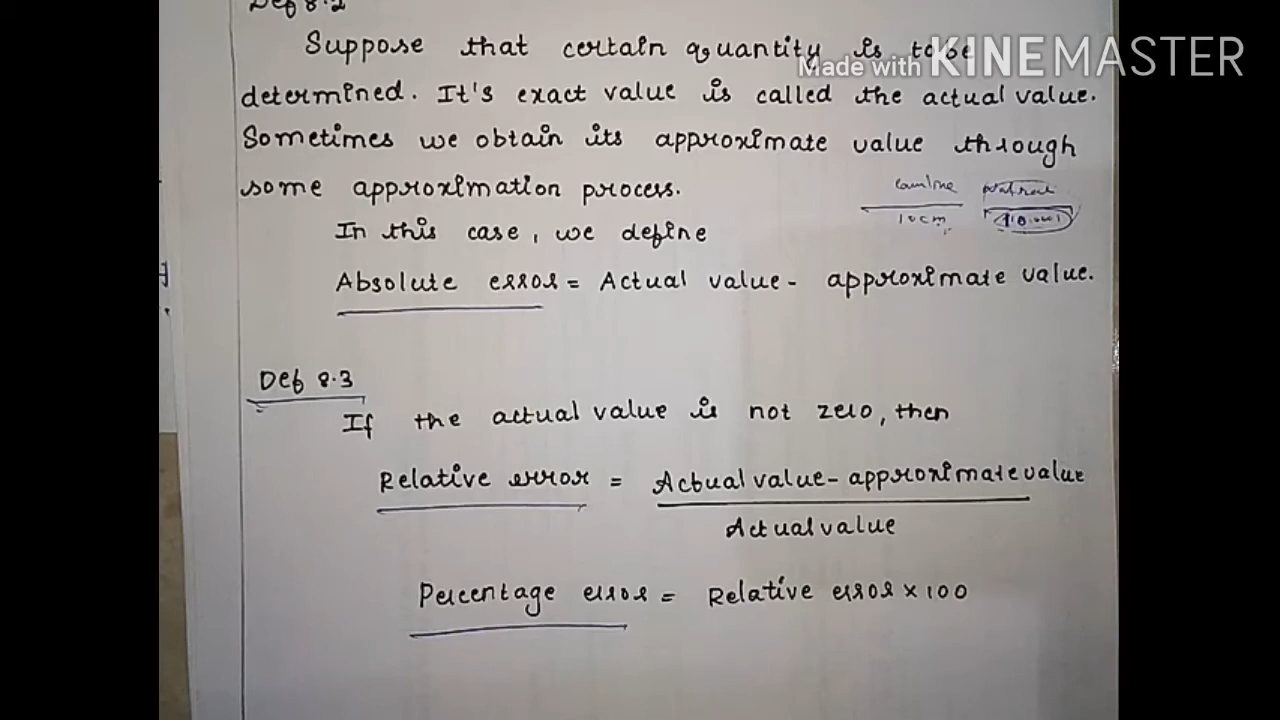 Def 8.2
Suppose that certain quantity is to be
Made with KINEMASTER
determined. It's exact value is called the actual value.
Sometimes we obtain its approximate value through
some approximation process.
10cm
In this case, we define
Absolute error = Actual value - approximate value.
Def 8.3
If the actual value is not zero, then
Relative error = Actual value - approximate value
Actual value
Percentage error = Relative error × 100